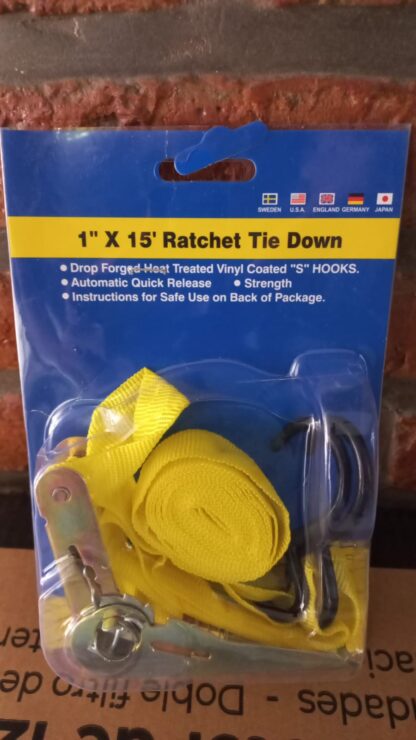 SWEDEN U.S.A. ENGLAND GERMANY JAPAN
1" X 15' Ratchet Tie Down
● Drop Forged Heat Treated Vinyl Coated "S" HOOKS.
● Automatic Quick Release ● Strength
● Instructions for Safe Use on Back of Package.
idades - Doble filtro de